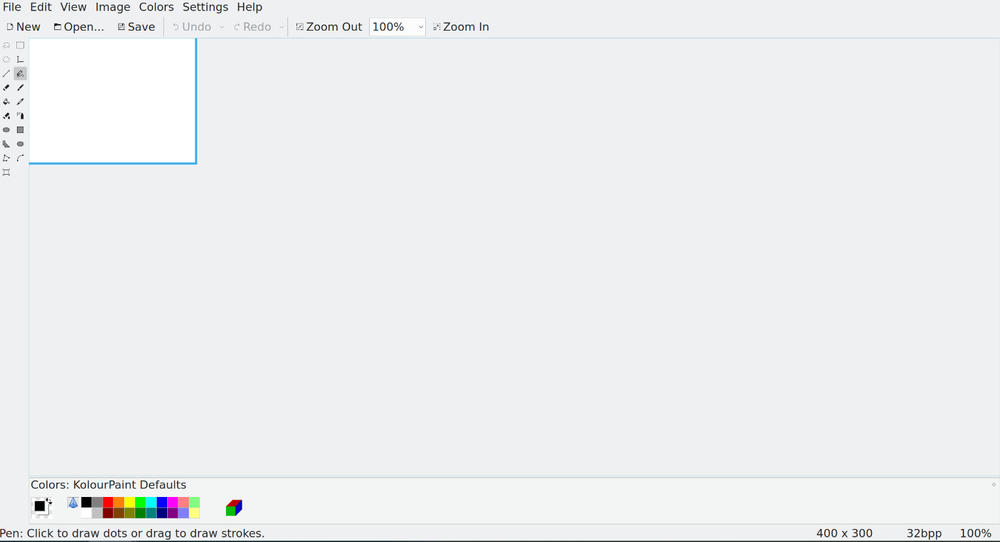 File Edit View Image Colors Settings Help
New Open... Save Undo Redo Zoom Out 100% Zoom In
Colors: KolourPaint Defaults
Pen: Click to draw dots or drag to draw strokes. 400 x 300 32bpp 100%